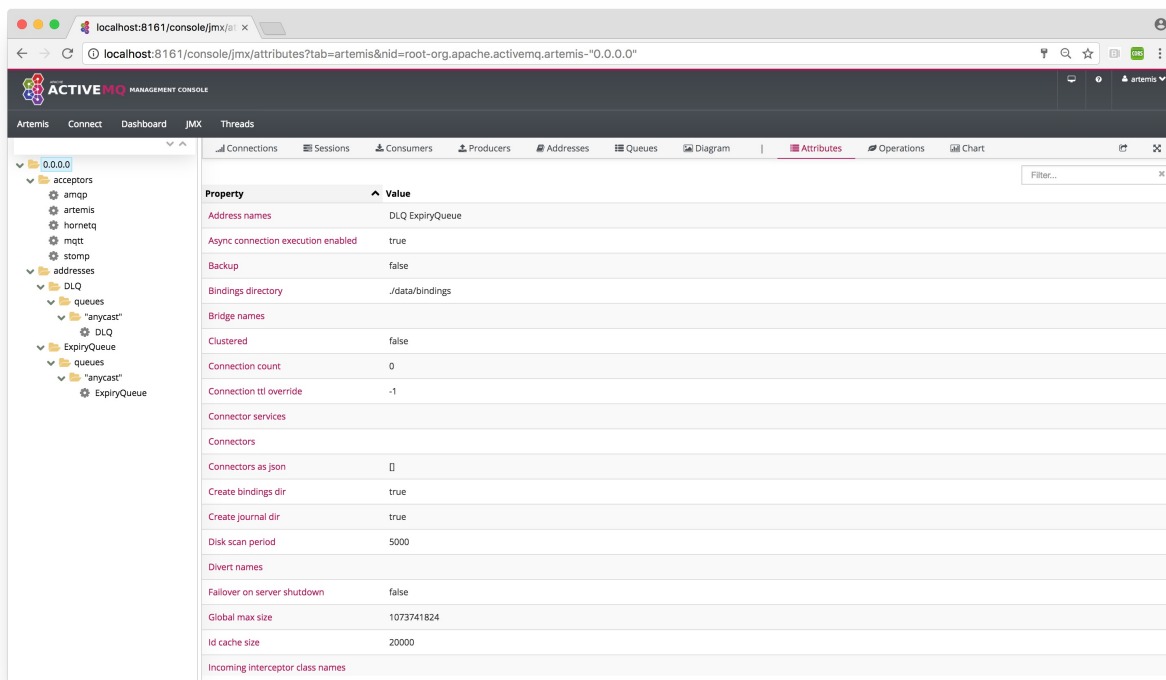 localhost:8161/console/jmx/at
localhost:8161/console/jmx/attributes?tab=artemis&nid=root-org.apache.activemq.artemis-"0.0.0.0"
CORS
APACHE
ACTIVEMQ MANAGEMENT CONSOLE
artemis
Artemis Connect Dashboard JMX Threads
Connections Sessions Consumers Producers Addresses Queues Diagram | Attributes Operations Chart
0.0.0.0
acceptors
amqp
artemis
hornetq
mqtt
stomp
addresses
DLQ
queues
"anycast"
DLQ
ExpiryQueue
queues
"anycast"
ExpiryQueue
Filter...
Property Value
Address names DLQ ExpiryQueue
Async connection execution enabled true
Backup false
Bindings directory ./data/bindings
Bridge names
Clustered false
Connection count 0
Connection ttl override -1
Connector services
Connectors
Connectors as json []
Create bindings dir true
Create journal dir true
Disk scan period 5000
Divert names
Failover on server shutdown false
Global max size 1073741824
Id cache size 20000
Incoming interceptor class names